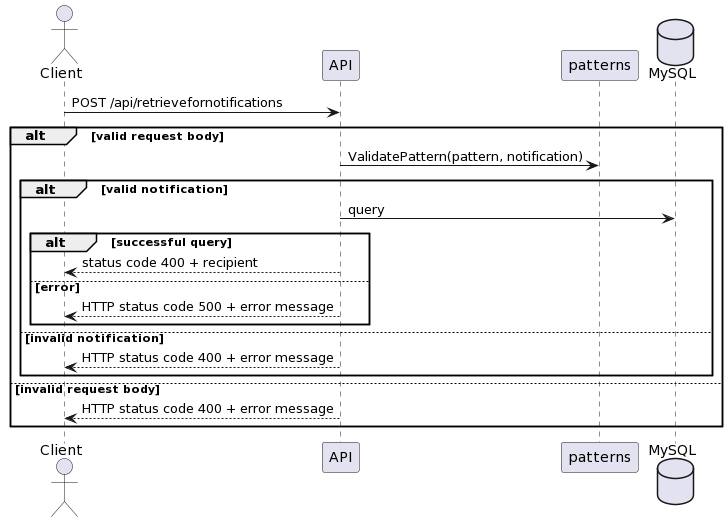 Client
API
patterns
MySQL
POST /api/retrievefornotifications
alt [valid request body]
ValidatePattern(pattern, notification)
alt [valid notification]
query
alt [successful query]
status code 400 + recipient
[error]
HTTP status code 500 + error message
[invalid notification]
HTTP status code 400 + error message
[invalid request body]
HTTP status code 400 + error message
Client
API
patterns
MySQL